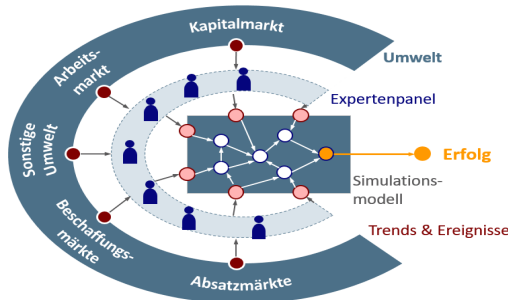 Kapitalmarkt
Umwelt
Arbeits-
markt
Expertenpanel
Sonstige
Umwelt
Erfolg
Simulations-
modell
Beschaffungs-
märkte
Trends & Ereignisse
Absatzmärkte